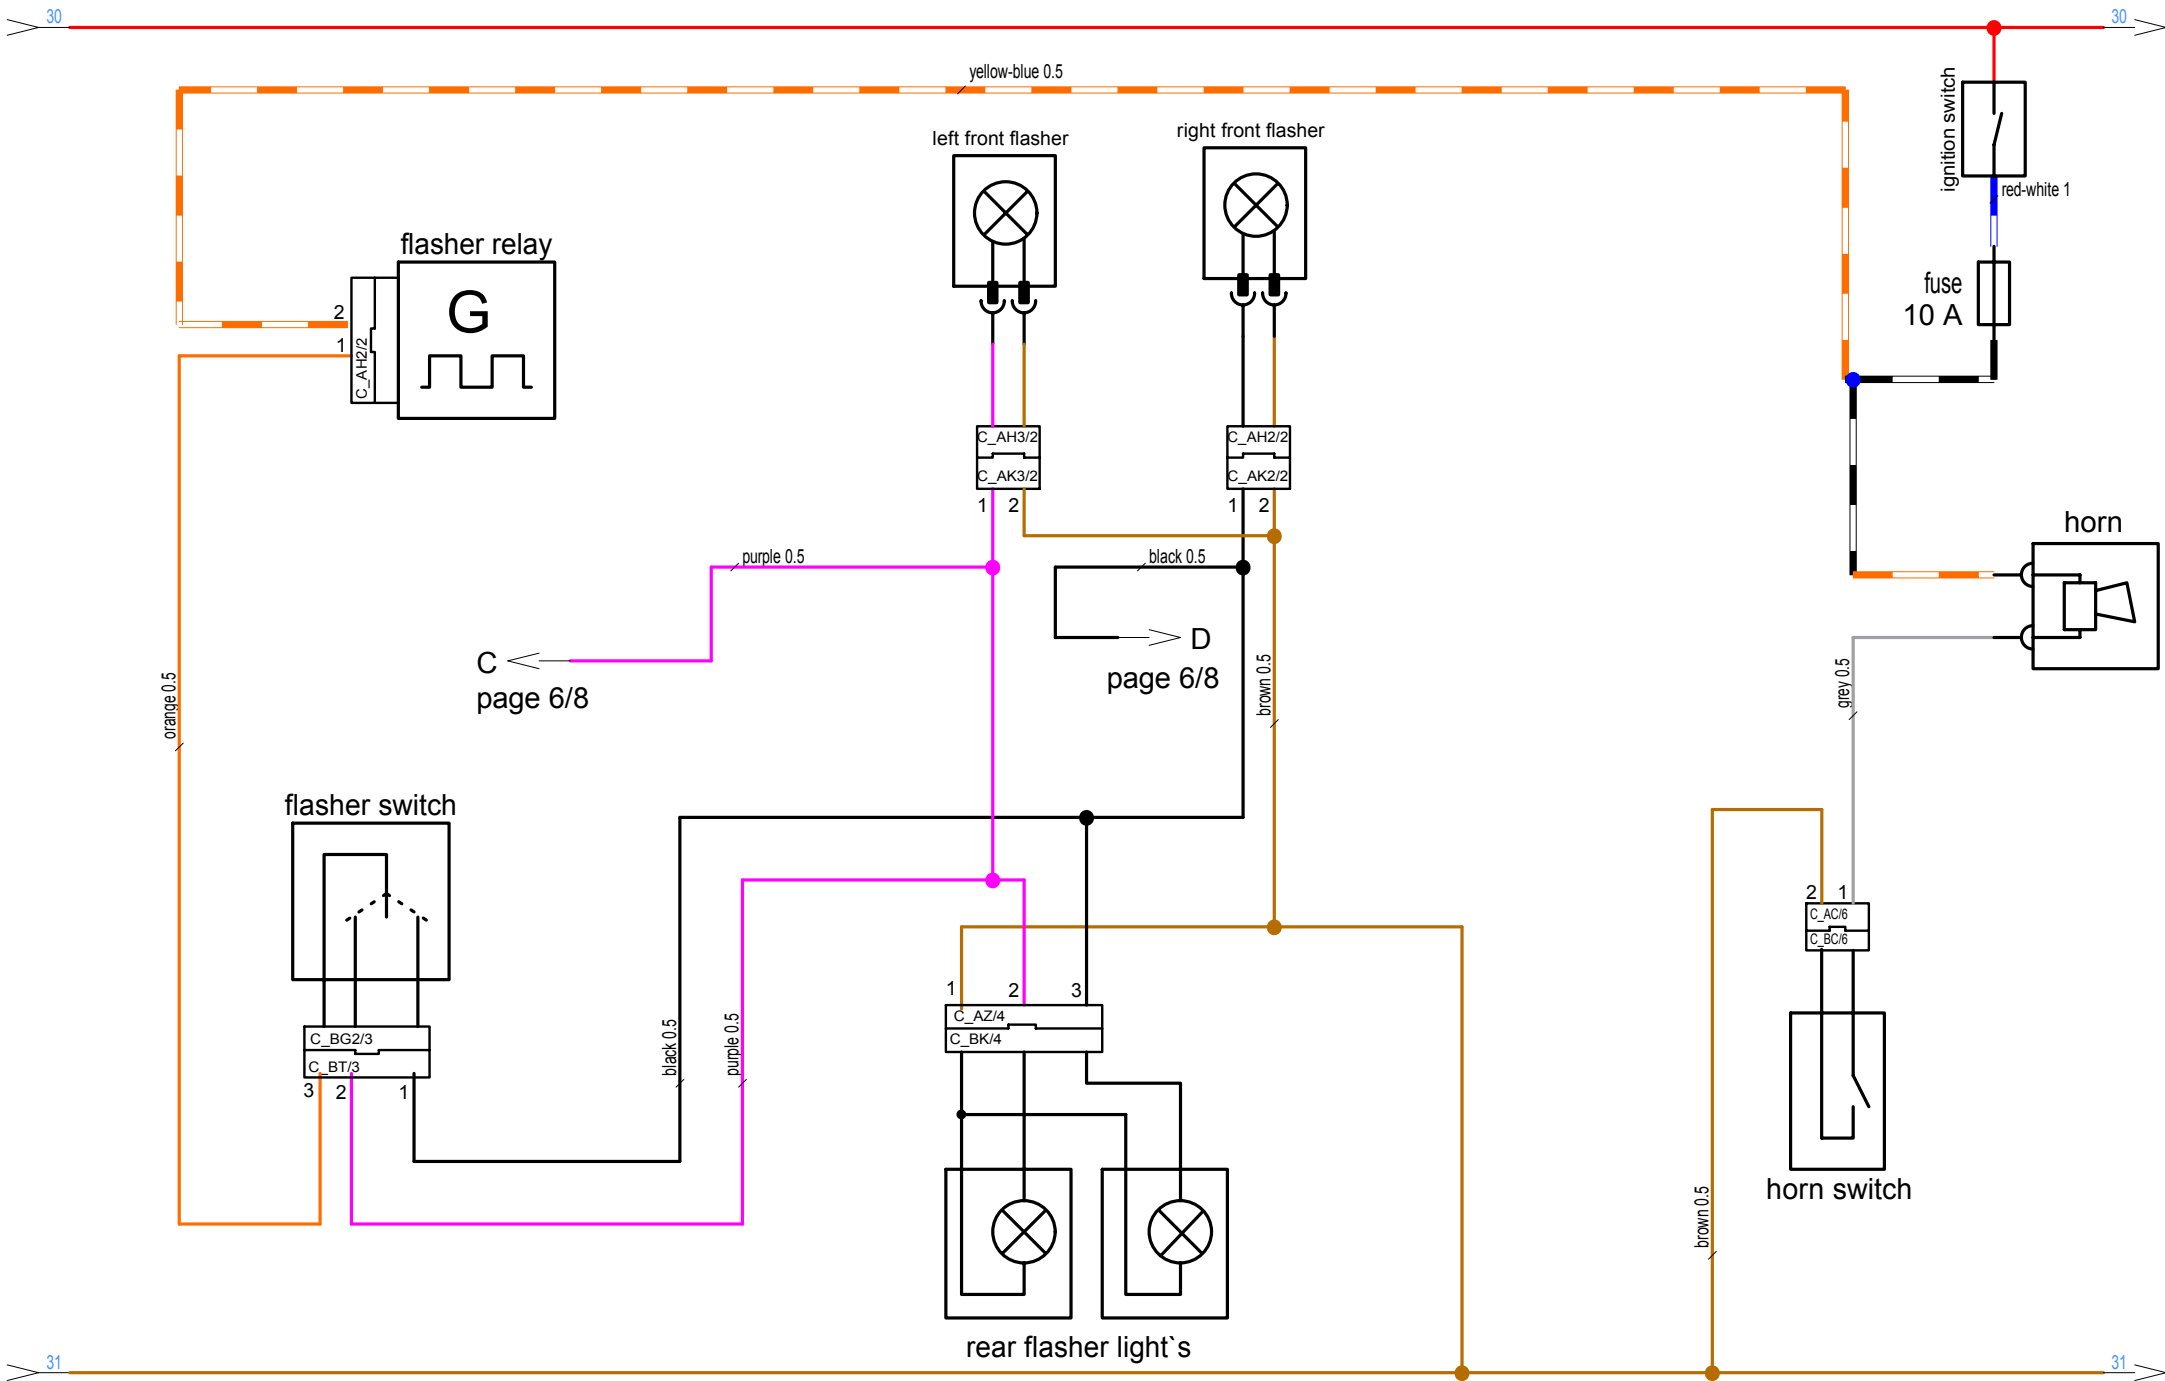 30
30
yellow-blue 0.5
left front flasher
right front flasher
ignition switch
red-white 1
flasher relay
G
2
1
C_AH2/2
fuse
10 A
C_AH3/2
C_AK3/2
1 2
C_AH2/2
C_AK2/2
1 2
horn
purple 0.5
black 0.5
C
page 6/8
D
page 6/8
orange 0.5
brown 0.5
grey 0.5
flasher switch
C_BG2/3
C_BT/3
3 2 1
black 0.5
purple 0.5
1 2 3
C_AZ/4
C_BK/4
2 1
C_AC/6
C_BC/6
horn switch
brown 0.5
rear flasher light`s
31
31